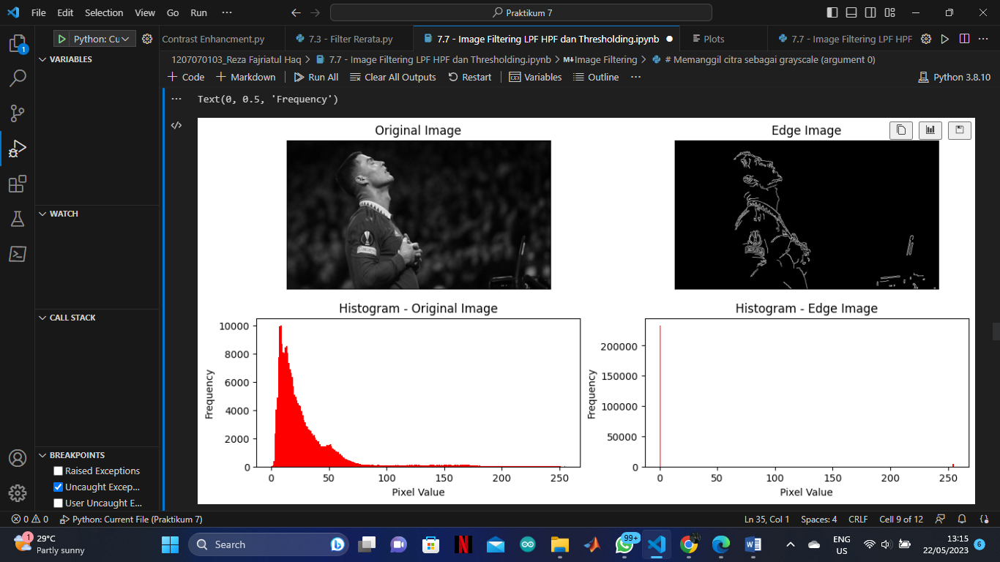 File Edit Selection View Go Run ··· Praktikum 7
Python: Cu Contrast Enhancment.py 7.3 - Filter Rerata.py 7.7 - Image Filtering LPF HPF dan Thresholding.ipynb Plots 7.7 - Image Filtering LPF HPF ···
1
VARIABLES
1207070103_Reza Fajriatul Haq > 7.7 - Image Filtering LPF HPF dan Thresholding.ipynb > M↓Image Filtering > # Memanggil citra sebagai grayscale (argument 0)
+ Code + Markdown Run All Clear All Outputs Restart Variables Outline ··· Python 3.8.10
··· Text(0, 0.5, 'Frequency')
Original Image
Edge Image
WATCH
CALL STACK
Histogram - Original Image
10000
8000
6000
4000
2000
0
Frequency
0 50 100 150 200 250
Pixel Value
Histogram - Edge Image
200000
150000
100000
50000
0
Frequency
0 50 100 150 200 250
Pixel Value
BREAKPOINTS
Raised Exceptions
Uncaught Excep...
User Uncaught E...
0 0 Python: Current File (Praktikum 7) Ln 35, Col 1 Spaces: 4 CRLF Cell 9 of 12
1
29°C
Partly sunny
Search
99+
ENG
US
13:15
22/05/2023
6